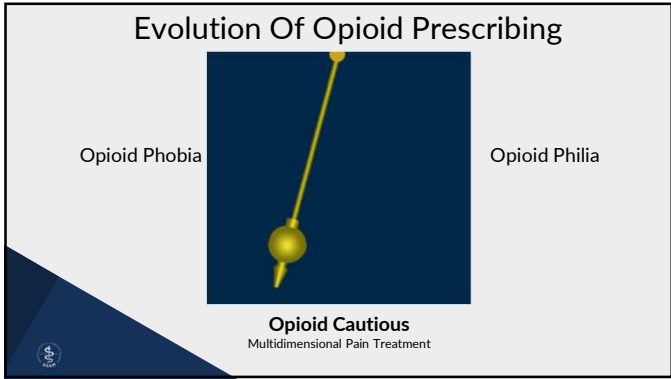 Evolution Of Opioid Prescribing
Opioid Phobia
Opioid Philia
Opioid Cautious
Multidimensional Pain Treatment